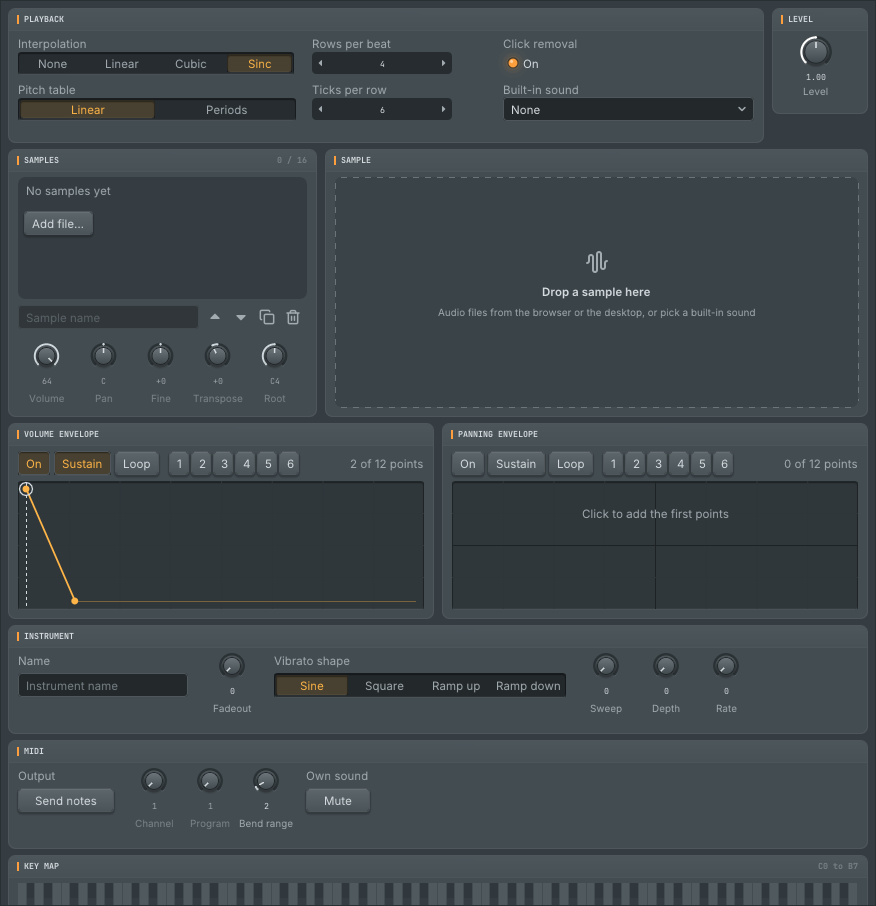 PLAYBACK
Interpolation
None Linear Cubic Sinc
Rows per beat
4
Click removal
On
Pitch table
Linear Periods
Ticks per row
6
Built-in sound
None
LEVEL
1.00
Level
SAMPLES 0 / 16
No samples yet
Add file...
Sample name
64 C +0 +0 C4
Volume Pan Fine Transpose Root
SAMPLE
Drop a sample here
Audio files from the browser or the desktop, or pick a built-in sound
VOLUME ENVELOPE
On Sustain Loop 1 2 3 4 5 6 2 of 12 points
PANNING ENVELOPE
On Sustain Loop 1 2 3 4 5 6 0 of 12 points
Click to add the first points
INSTRUMENT
Name
Instrument name
0
Fadeout
Vibrato shape
Sine Square Ramp up Ramp down
0 0 0
Sweep Depth Rate
MIDI
Output
Send notes
1 1 2
Channel Program Bend range
Own sound
Mute
KEY MAP C0 to B7